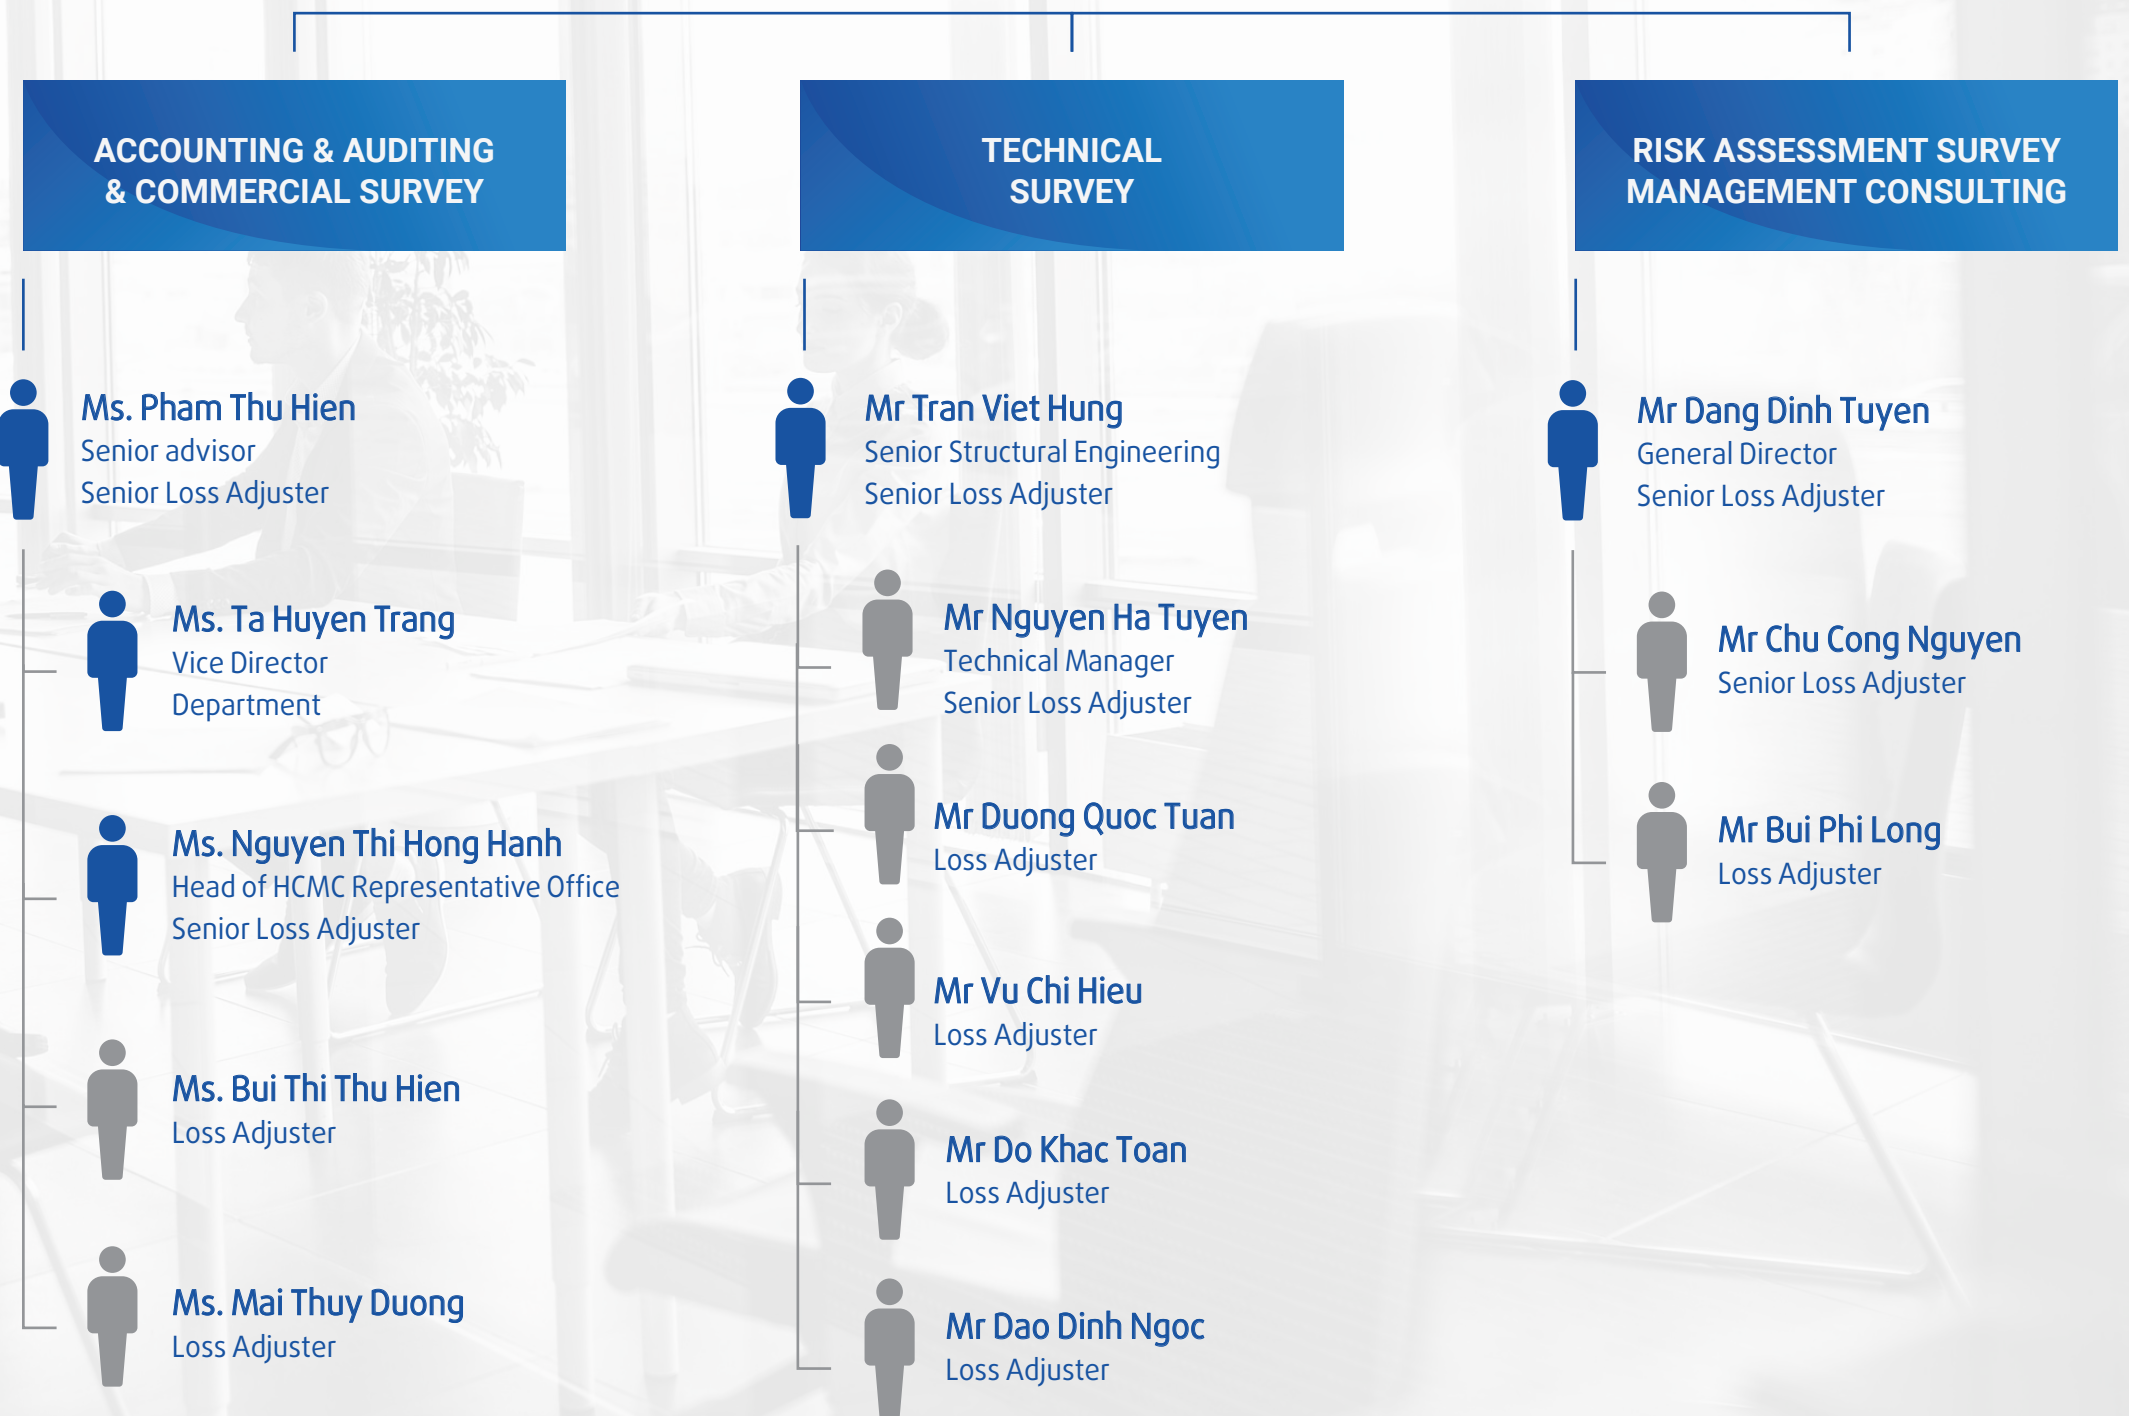 ACCOUNTING & AUDITING
& COMMERCIAL SURVEY
Ms. Pham Thu Hien
Senior advisor
Senior Loss Adjuster
Ms. Ta Huyen Trang
Vice Director
Department
Ms. Nguyen Thi Hong Hanh
Head of HCMC Representative Office
Senior Loss Adjuster
Ms. Bui Thi Thu Hien
Loss Adjuster
Ms. Mai Thuy Duong
Loss Adjuster
TECHNICAL
SURVEY
Mr Tran Viet Hung
Senior Structural Engineering
Senior Loss Adjuster
Mr Nguyen Ha Tuyen
Technical Manager
Senior Loss Adjuster
Mr Duong Quoc Tuan
Loss Adjuster
Mr Vu Chi Hieu
Loss Adjuster
Mr Do Khac Toan
Loss Adjuster
Mr Dao Dinh Ngoc
Loss Adjuster
RISK ASSESSMENT SURVEY
MANAGEMENT CONSULTING
Mr Dang Dinh Tuyen
General Director
Senior Loss Adjuster
Mr Chu Cong Nguyen
Senior Loss Adjuster
Mr Bui Phi Long
Loss Adjuster